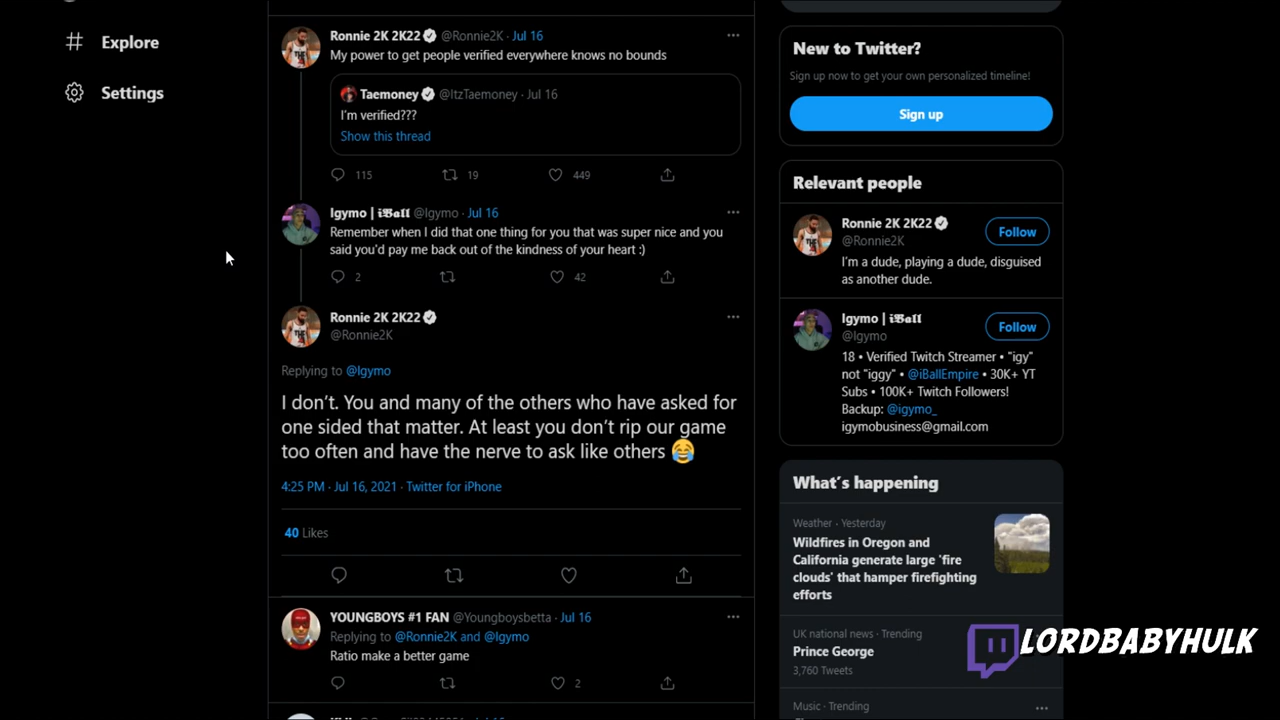 Explore
Settings
Ronnie 2K 2K22 @Ronnie2K · Jul 16
My power to get people verified everywhere knows no bounds
Taemoney @ItzTaemoney · Jul 16
I'm verified???
Show this thread
115 19 449
Igymo | 𝖎𝕭𝖆𝖑𝖑 @Igymo · Jul 16
Remember when I did that one thing for you that was super nice and you
said you'd pay me back out of the kindness of your heart :)
2 42
Ronnie 2K 2K22
@Ronnie2K
Replying to @Igymo
I don't. You and many of the others who have asked for
one sided that matter. At least you don't rip our game
too often and have the nerve to ask like others 😂
4:25 PM · Jul 16, 2021 · Twitter for iPhone
40 Likes
YOUNGBOYS #1 FAN @Youngboysbetta · Jul 16
Replying to @Ronnie2K and @Igymo
Ratio make a better game
2
New to Twitter?
Sign up now to get your own personalized timeline!
Sign up
Relevant people
Ronnie 2K 2K22
@Ronnie2K
Follow
I'm a dude, playing a dude, disguised
as another dude.
Igymo | 𝖎𝕭𝖆𝖑𝖑
@Igymo
Follow
18 • Verified Twitch Streamer • "igy"
not "iggy" • @iBallEmpire • 30K+ YT
Subs • 100K+ Twitch Followers!
Backup: @igymo_
igymobusiness@gmail.com
What's happening
Weather · Yesterday
Wildfires in Oregon and
California generate large 'fire
clouds' that hamper firefighting
efforts
UK national news · Trending
Prince George
3,760 Tweets
Music · Trending
LORDBABYHULK